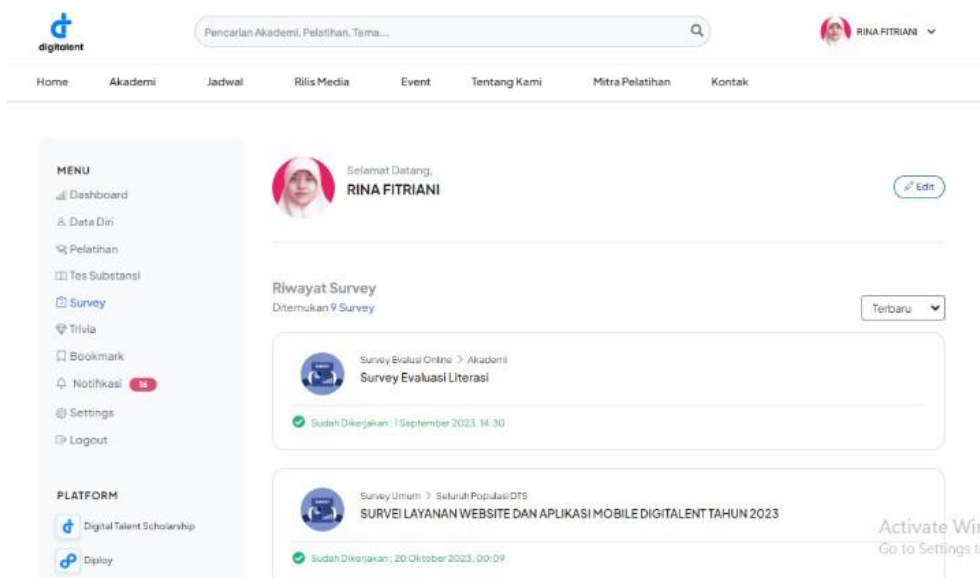 digitalent
Pencarian Akademi, Pelatihan, Tema...
RINA FITRIANI
Home Akademi Jadwal Rilis Media Event Tentang Kami Mitra Pelatihan Kontak
MENU
Dashboard
Data Diri
Pelatihan
Tes Substansi
Survey
Trivia
Bookmark
Notifikasi 16
Settings
Logout
PLATFORM
Digital Talent Scholarship
Diploy
Selamat Datang,
RINA FITRIANI
Edit
Riwayat Survey
Ditemukan 9 Survey
Terbaru
Survey Evalusi Online > Akademi
Survey Evaluasi Literasi
Sudah Dikerjakan : 1 September 2023, 14:30
Survey Umum > Seluruh Populasi DTS
SURVEI LAYANAN WEBSITE DAN APLIKASI MOBILE DIGITALENT TAHUN 2023
Sudah Dikerjakan : 20 Oktober 2023, 00:09
Activate Win
Go to Settings t